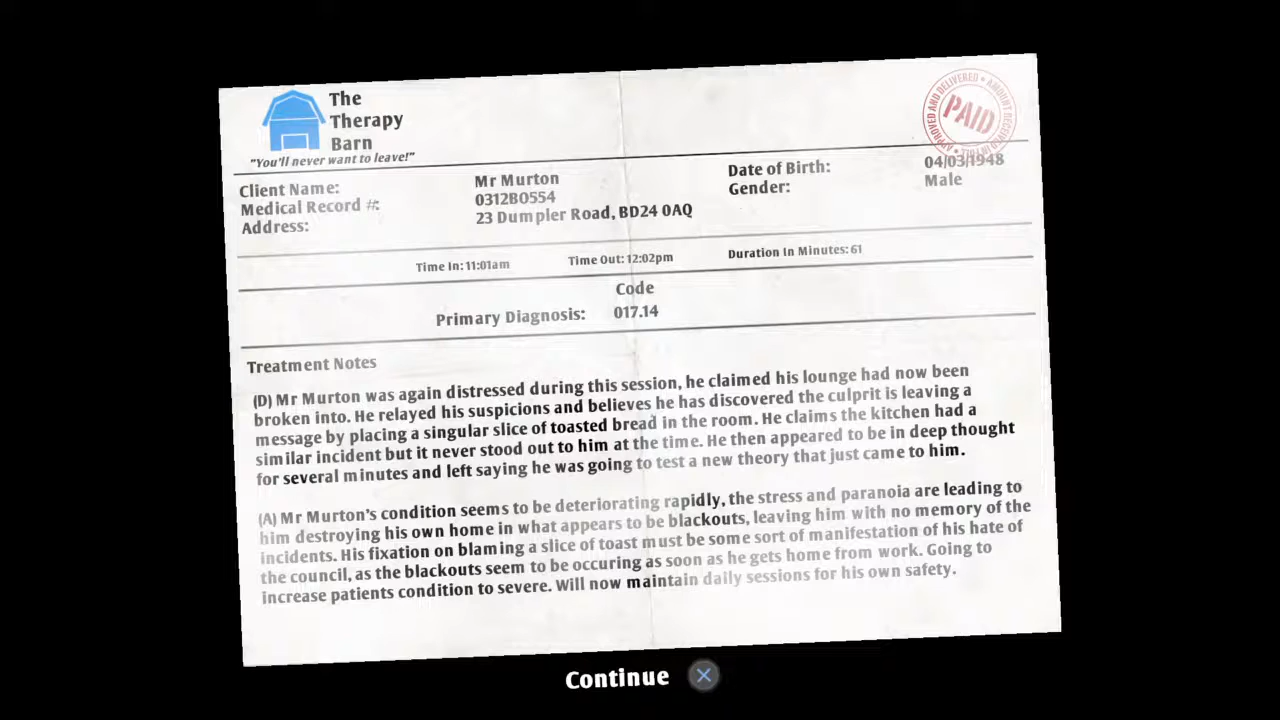 The
Therapy
Barn
"You'll never want to leave!"
APPROVED AND DELIVERED • AMOUNT RECEIVED IN FULL •
PAID
Client Name: Mr Murton Date of Birth: 04/03/1948
Medical Record #: 0312BO554 Gender: Male
Address: 23 Dumpler Road, BD24 0AQ
Time In: 11:01am Time Out: 12:02pm Duration In Minutes: 61
Code
Primary Diagnosis: 017.14
Treatment Notes
(D) Mr Murton was again distressed during this session, he claimed his lounge had now been
broken into. He relayed his suspicions and believes he has discovered the culprit is leaving a
message by placing a singular slice of toasted bread in the room. He claims the kitchen had a
similar incident but it never stood out to him at the time. He then appeared to be in deep thought
for several minutes and left saying he was going to test a new theory that just came to him.
(A) Mr Murton's condition seems to be deteriorating rapidly, the stress and paranoia are leading to
him destroying his own home in what appears to be blackouts, leaving him with no memory of the
incidents. His fixation on blaming a slice of toast must be some sort of manifestation of his hate of
the council, as the blackouts seem to be occuring as soon as he gets home from work. Going to
increase patients condition to severe. Will now maintain daily sessions for his own safety.
Continue